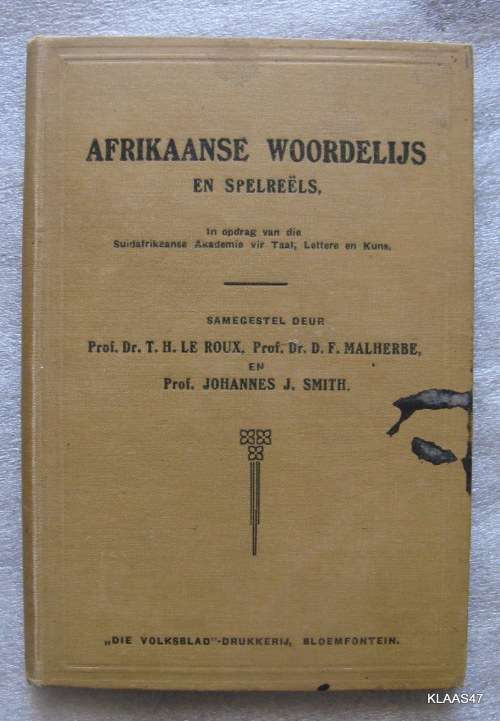 AFRIKAANSE WOORDELIJS
EN SPELREËLS,
In opdrag van die
Suidafrikaanse Akademie vir Taal, Lettere en Kuns.
SAMEGESTEL DEUR
Prof. Dr. T. H. LE ROUX, Prof. Dr. D. F. MALHERBE,
EN
Prof. JOHANNES J. SMITH.
„DIE VOLKSBLAD"-DRUKKERIJ, BLOEMFONTEIN.
KLAAS47